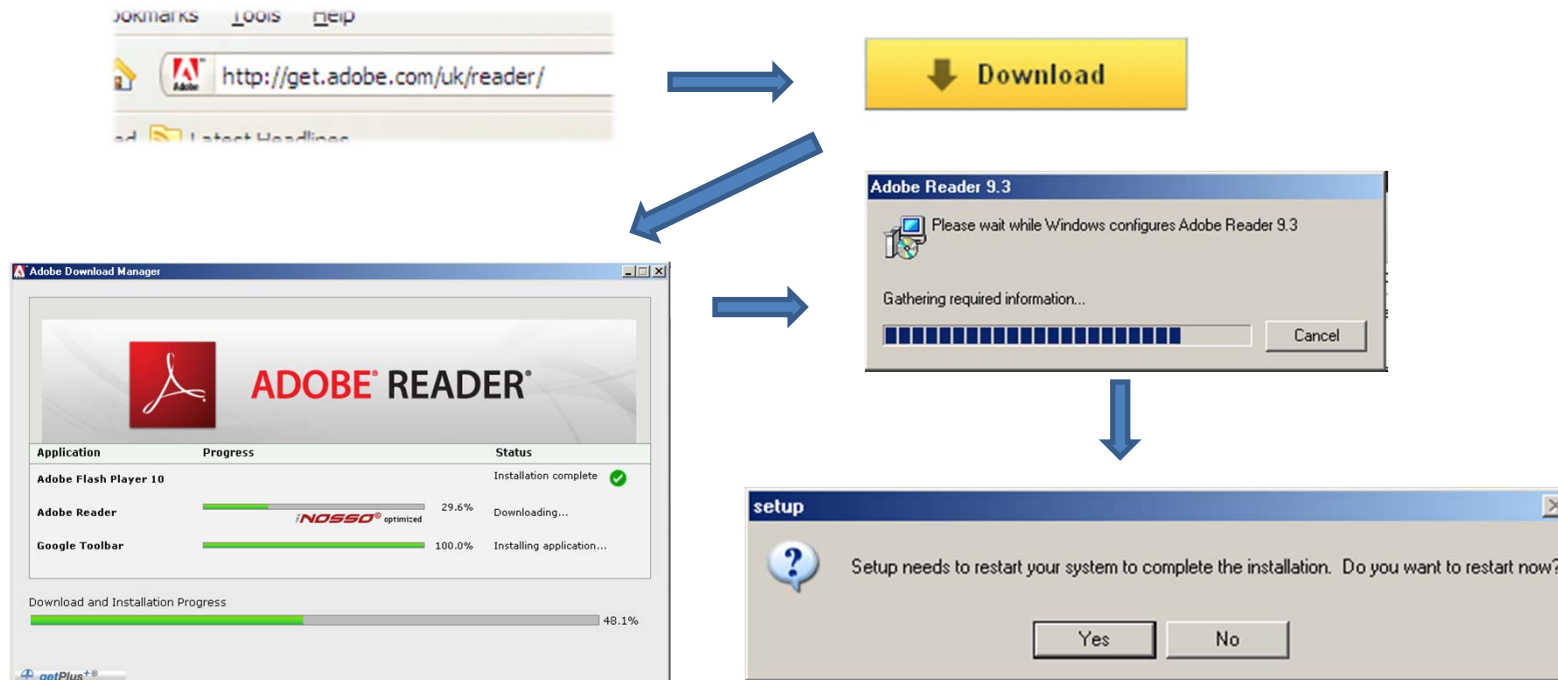 Bookmarks Tools Help
Adobe
http://get.adobe.com/uk/reader/
Latest Headlines
Download
Adobe Download Manager
ADOBE® READER®
Application Progress Status
Adobe Flash Player 10 Installation complete
Adobe Reader 29.6% Downloading...
iNOSSO® optimized
Google Toolbar 100.0% Installing application...
Download and Installation Progress
48.1%
getPlus+®
Adobe Reader 9.3
Please wait while Windows configures Adobe Reader 9.3
Gathering required information...
Cancel
setup
Setup needs to restart your system to complete the installation. Do you want to restart now?
Yes No